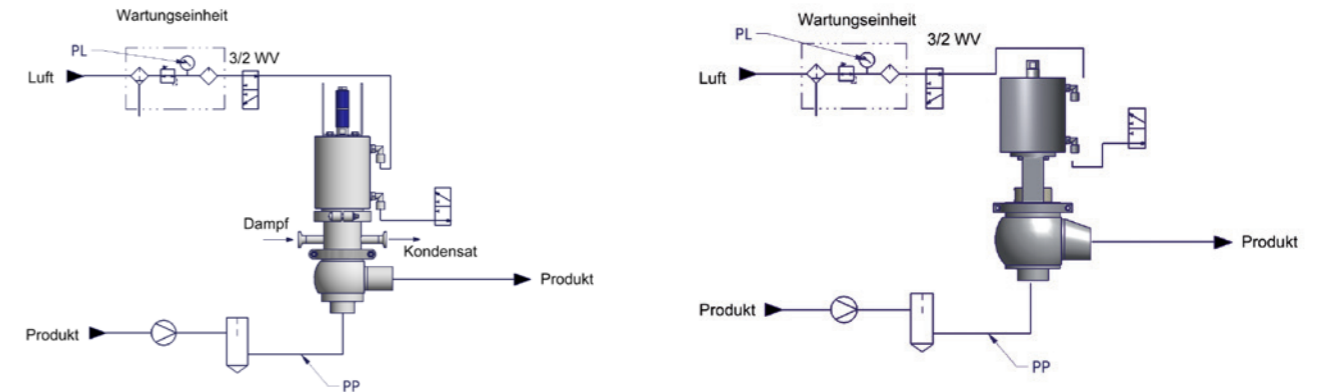 Wartungseinheit
PL
3/2 WV
Luft
Dampf
Kondensat
Produkt
Produkt
PP
Wartungseinheit
PL
3/2 WV
Luft
Produkt
Produkt
PP